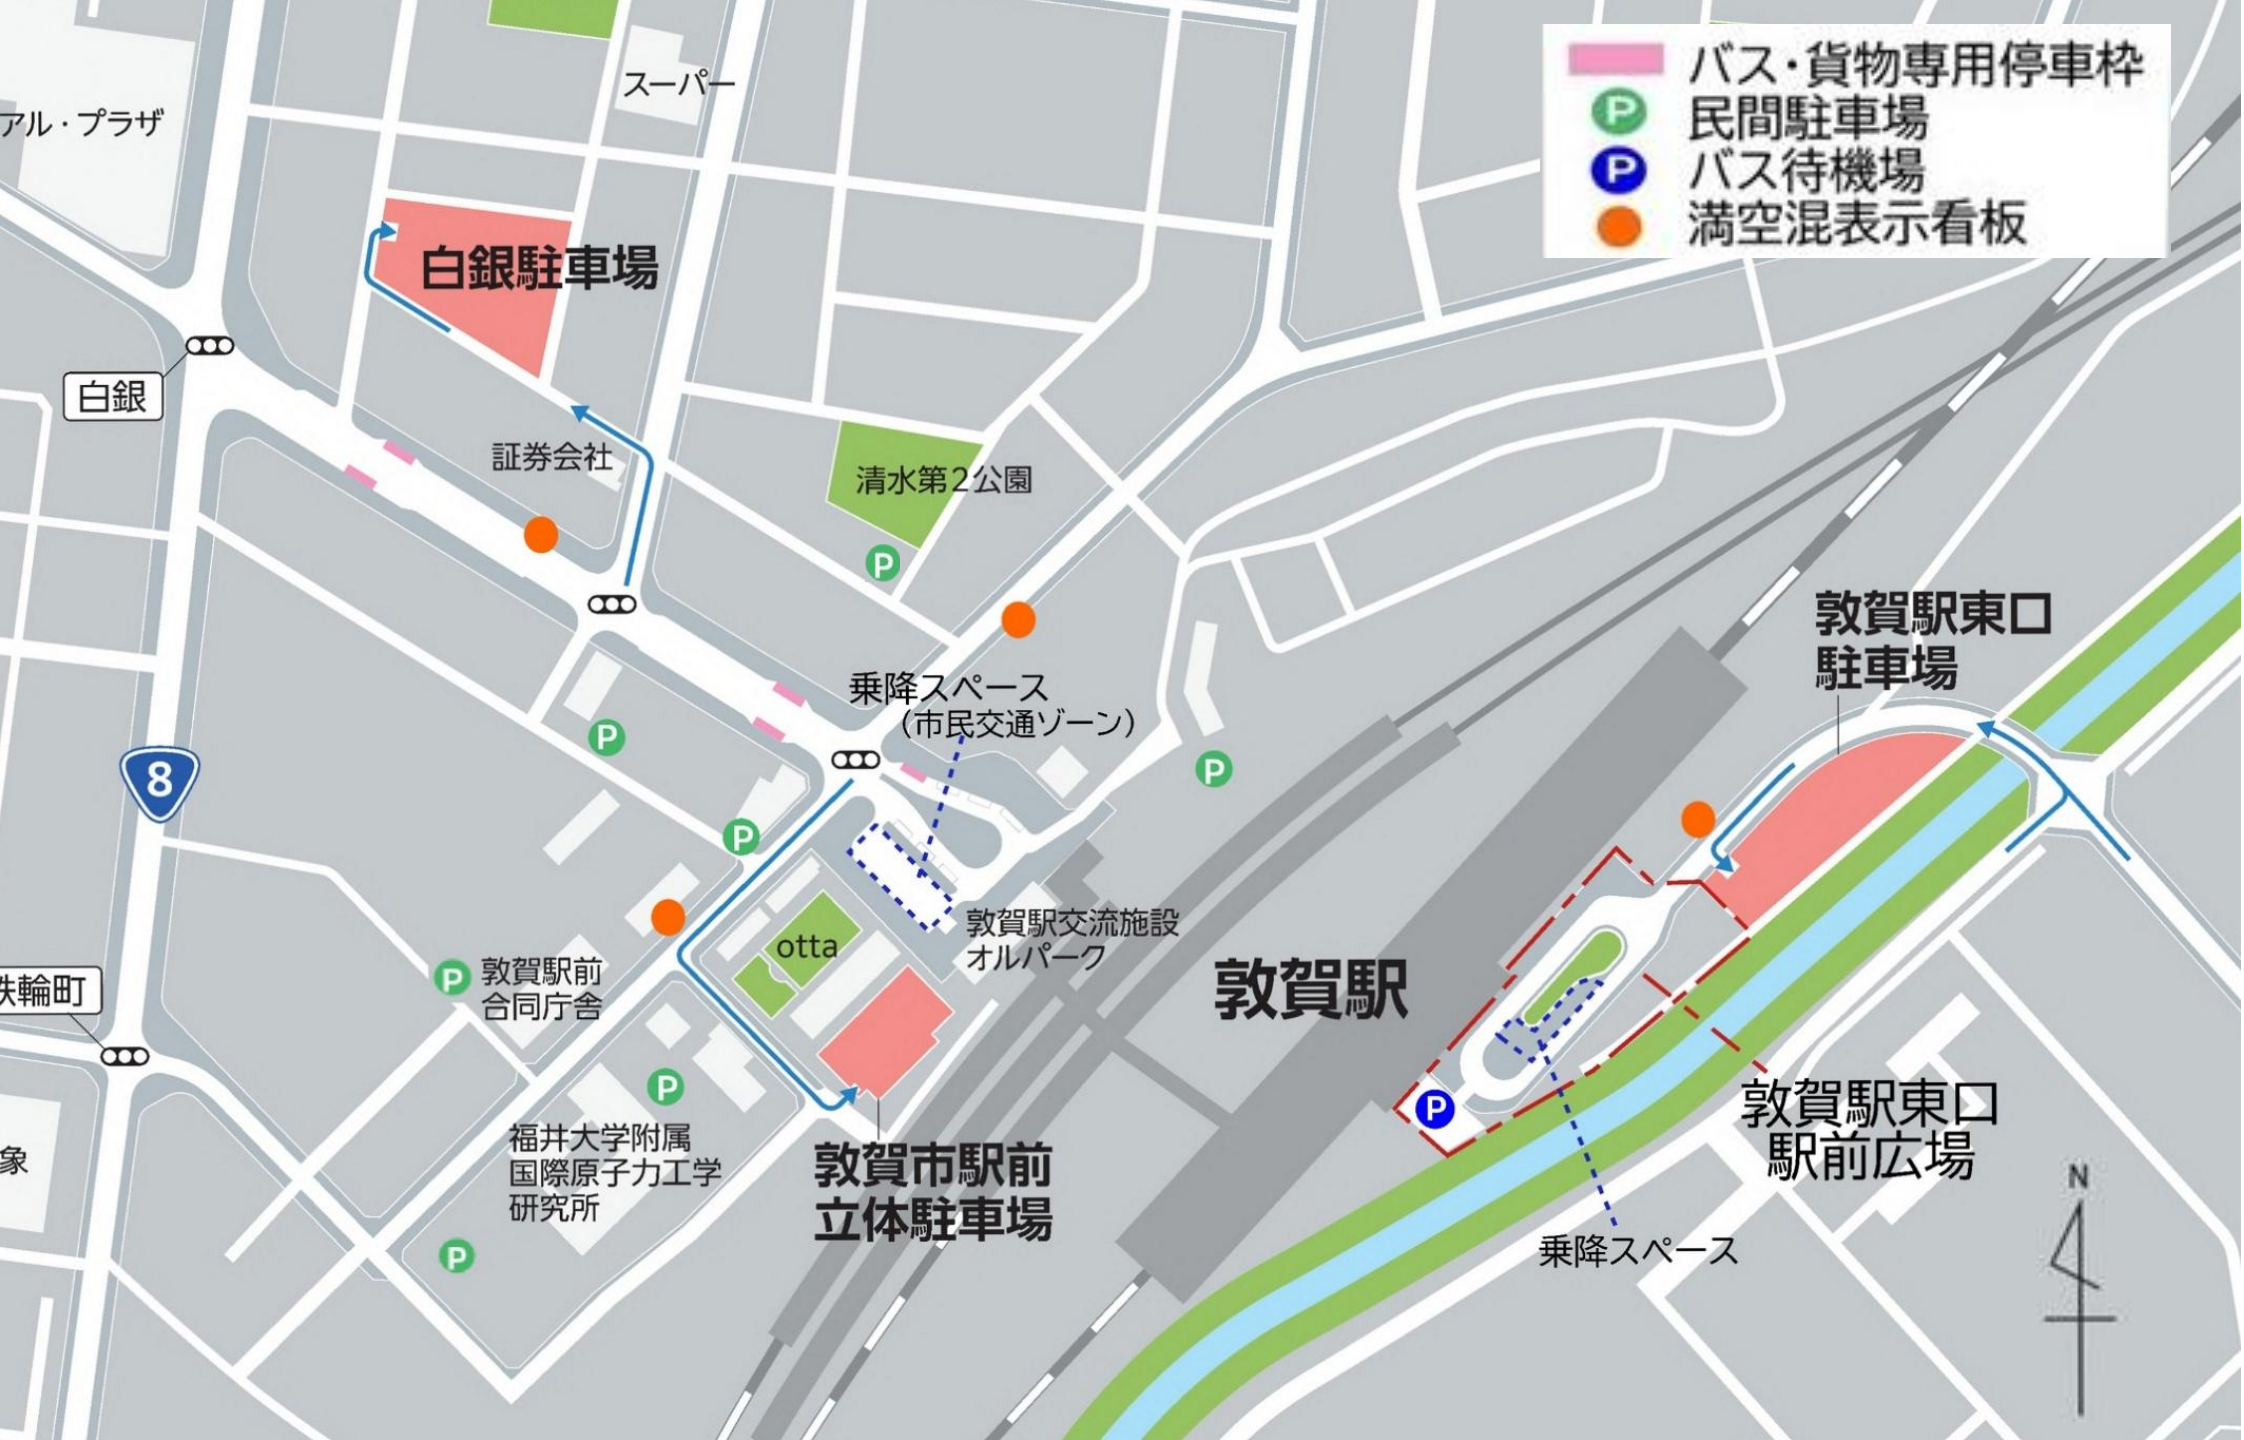 バス・貨物専用停車枠
P
民間駐車場
P
バス待機場
満空混表示看板
スーパー
アル・プラザ
白銀駐車場
白銀
証券会社
清水第2公園
P
敦賀駅東口
駐車場
乗降スペース
（市民交通ゾーン）
P
P
8
P
otta
敦賀駅交流施設
オルパーク
敦賀駅
P
敦賀駅前
合同庁舎
鉄輪町
P
P
敦賀駅東口
駅前広場
福井大学附属
国際原子力工学
研究所
敦賀市駅前
立体駐車場
象
N
P
乗降スペース